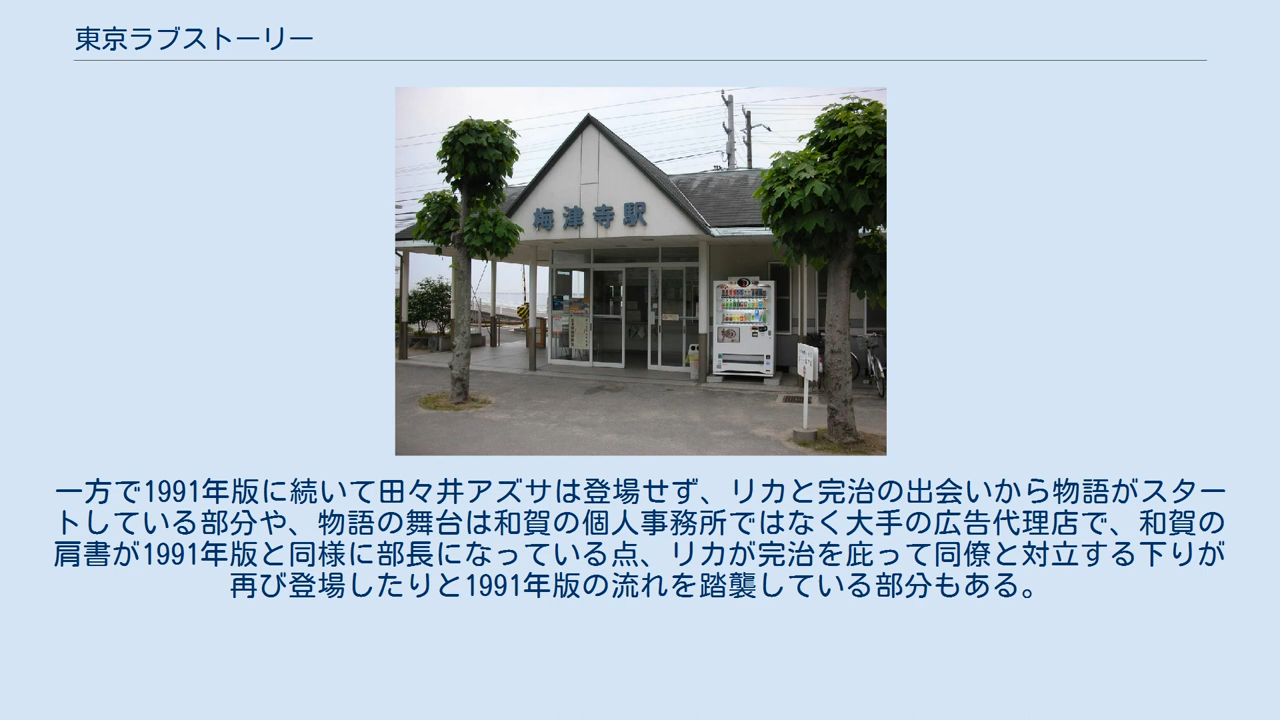 東京ラブストーリー
梅津寺駅
一方で1991年版に続いて田々井アズサは登場せず、リカと完治の出会いから物語がスター
トしている部分や、物語の舞台は和賀の個人事務所ではなく大手の広告代理店で、和賀の
肩書が1991年版と同様に部長になっている点、リカが完治を庇って同僚と対立する下りが
再び登場したりと1991年版の流れを踏襲している部分もある。